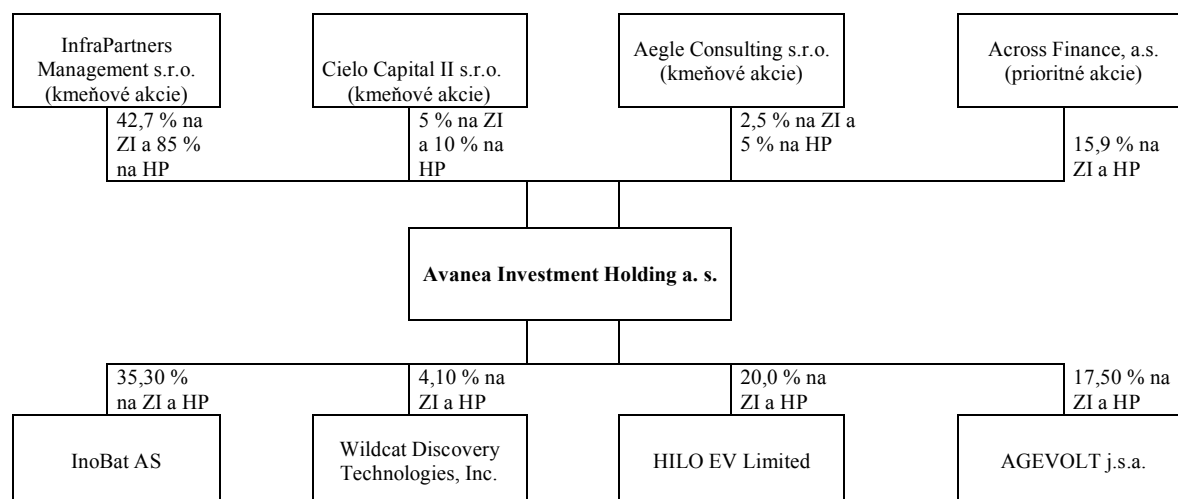 InfraPartners
Management s.r.o.
(kmeňové akcie)
Cielo Capital II s.r.o.
(kmeňové akcie)
Aegle Consulting s.r.o.
(kmeňové akcie)
Across Finance, a.s.
(prioritné akcie)
42,7 % na
ZI a 85 %
na HP
5 % na ZI
a 10 % na
HP
2,5 % na ZI a
5 % na HP
15,9 % na
ZI a HP
Avanea Investment Holding a. s.
35,30 %
na ZI a HP
4,10 % na
ZI a HP
20,0 % na
ZI a HP
17,50 % na
ZI a HP
InoBat AS
Wildcat Discovery
Technologies, Inc.
HILO EV Limited
AGEVOLT j.s.a.